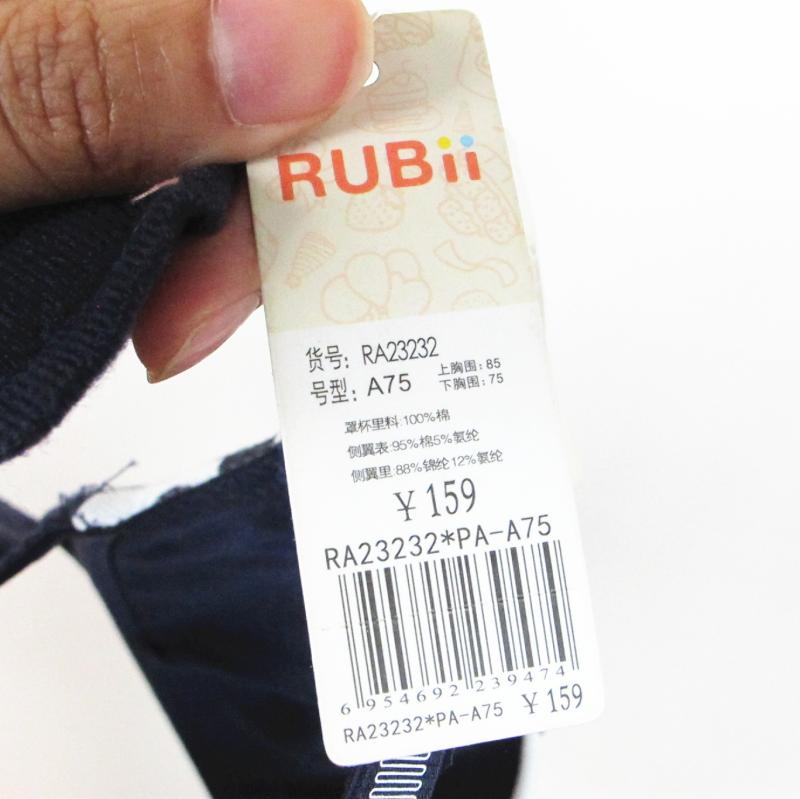 RUBii
货号: RA23232
号型: A75 上胸围:85
下胸围:75
罩杯里料:100%棉
侧翼表:95%棉5%氨纶
侧翼里:88%锦纶12%氨纶
￥159
RA23232*PA-A75
6 954692 239474
RA23232*PA-A75 ￥159